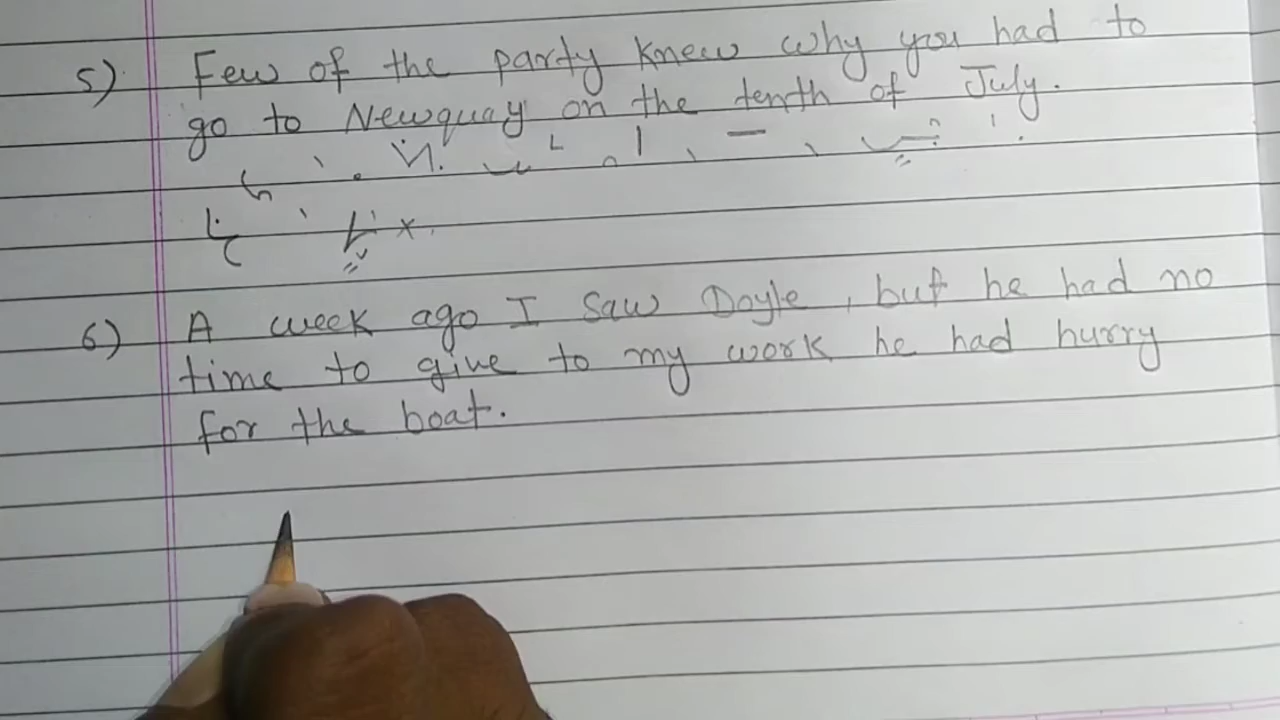 5) Few of the party knew why you had to
go to Newquay on the tenth of July.
6) A week ago I saw Doyle, but he had no
time to give to my work he had hurry
for the boat.